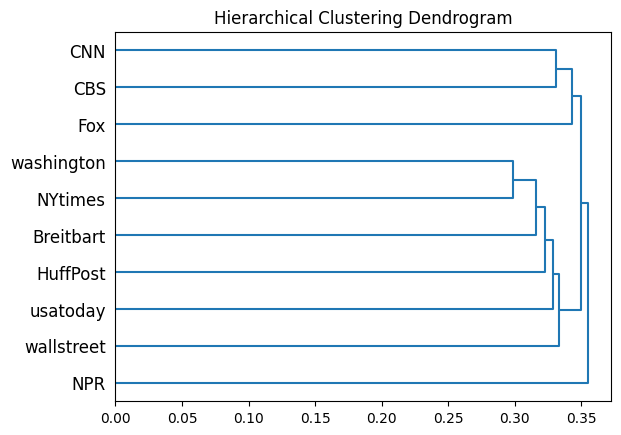 Hierarchical Clustering Dendrogram
CNN
CBS
Fox
washington
NYtimes
Breitbart
HuffPost
usatoday
wallstreet
NPR
0.00 0.05 0.10 0.15 0.20 0.25 0.30 0.35